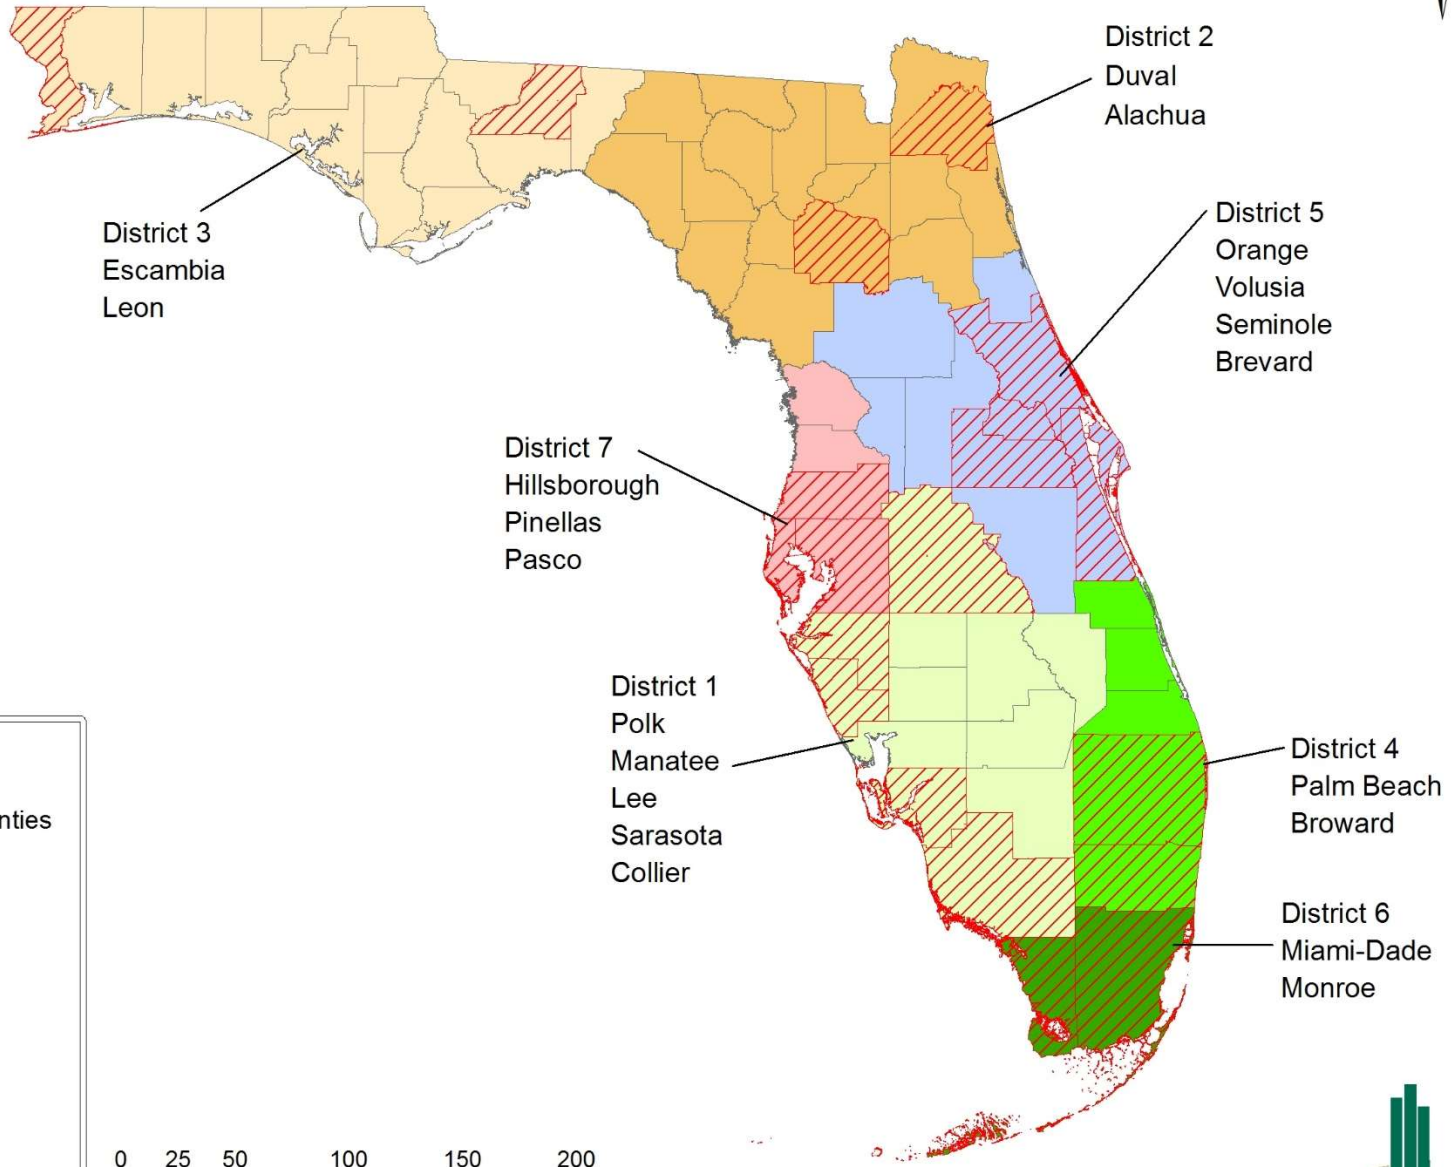 District 2
Duval
Alachua
District 5
Orange
Volusia
Seminole
Brevard
District 3
Escambia
Leon
District 7
Hillsborough
Pinellas
Pasco
District 1
Polk
Manatee
Lee
Sarasota
Collier
District 4
Palm Beach
Broward
nties
District 6
Miami-Dade
Monroe
0 25 50 100 150 200